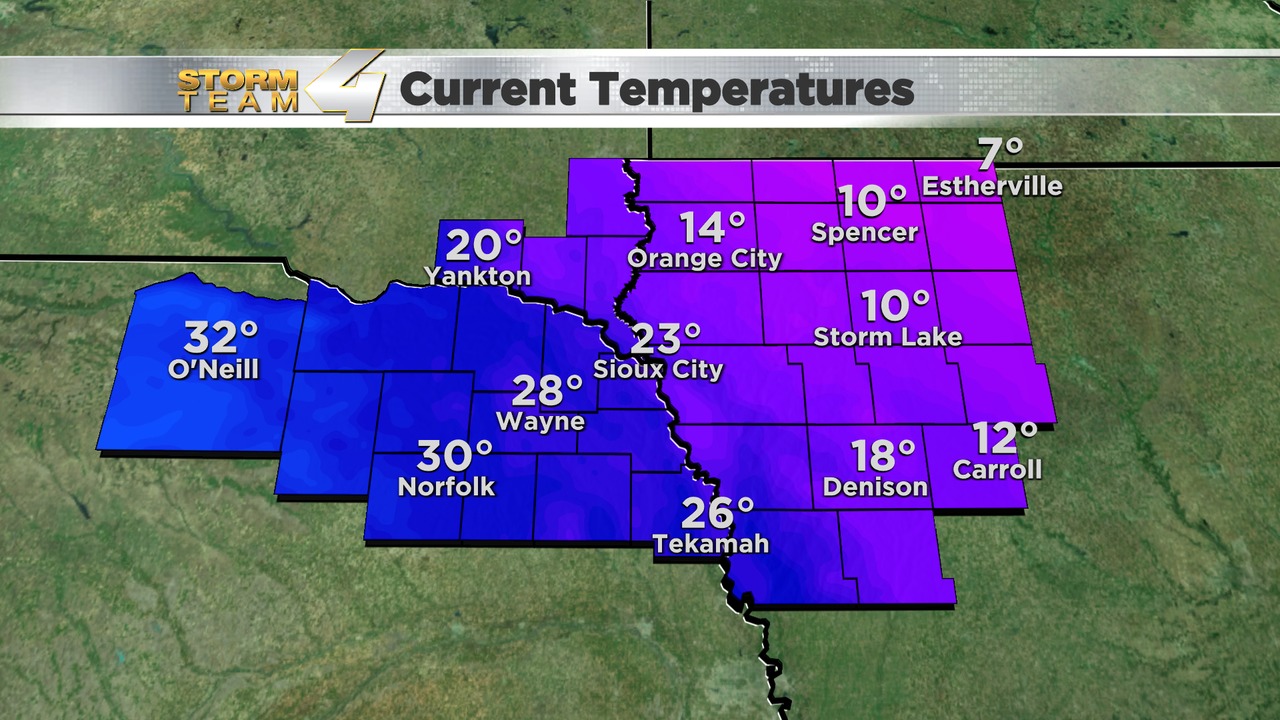 STORM
TEAM 4
Current Temperatures
7°
Estherville
10°
Spencer
14°
Orange City
20°
Yankton
10°
Storm Lake
32°
O'Neill
23°
Sioux City
28°
Wayne
12°
Carroll
18°
Denison
30°
Norfolk
26°
Tekamah